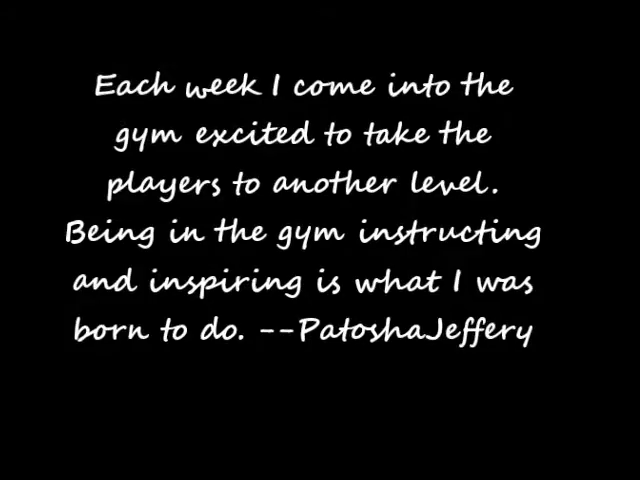 Each week I come into the
gym excited to take the
players to another level.
Being in the gym instructing
and inspiring is what I was
born to do. --PatoshaJeffery